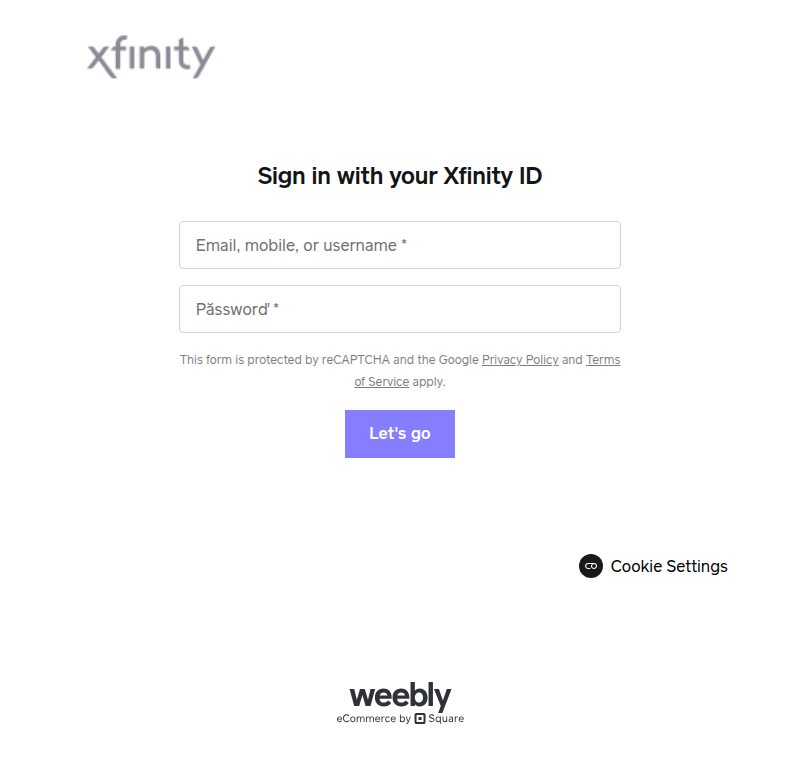 xfinity
Sign in with your Xfinity ID
Email, mobile, or username *
Păssword' *
This form is protected by reCAPTCHA and the Google Privacy Policy and Terms
of Service apply.
Let's go
Cookie Settings
weebly
eCommerce by Square